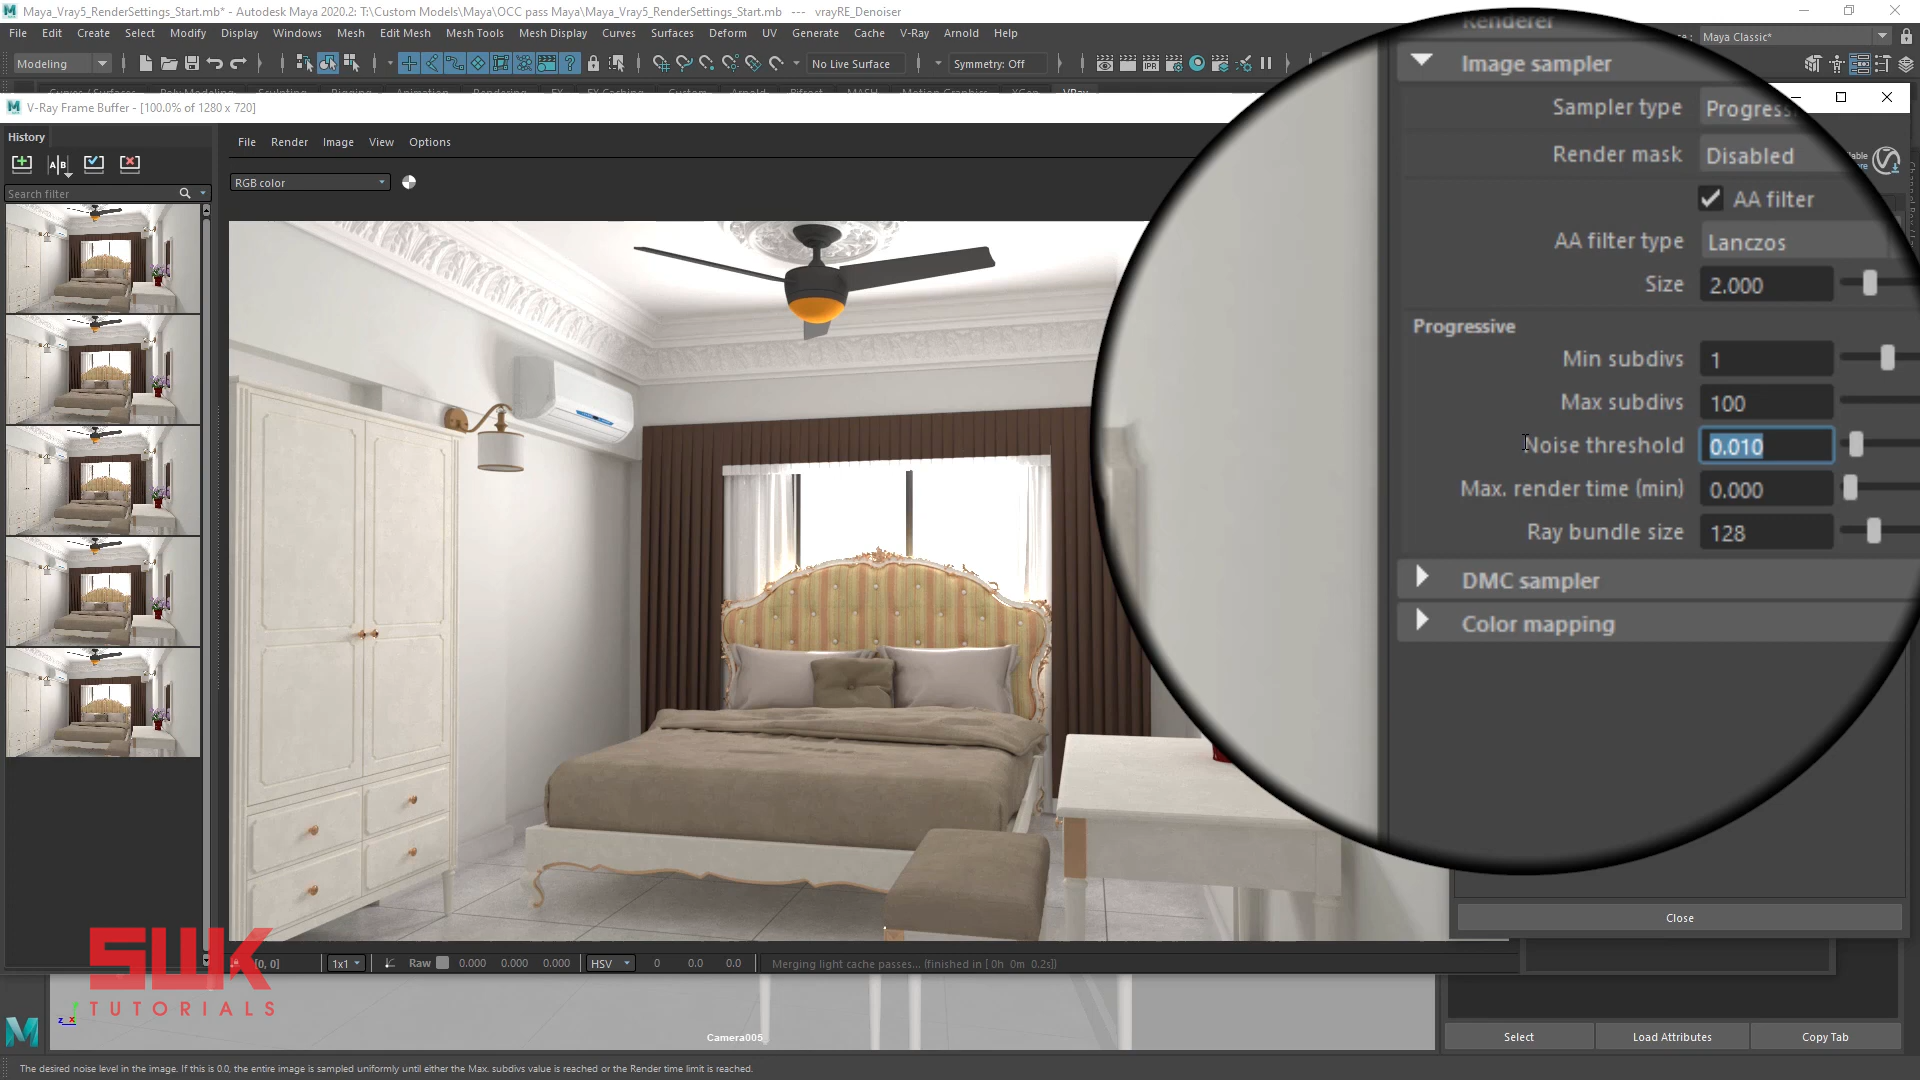 Maya_Vray5_RenderSettings_Start.mb* - Autodesk Maya 2020.2: T:\Custom Models\Maya\OCC pass Maya\Maya_Vray5_RenderSettings_Start.mb --- vrayRE_Denoiser
File Edit Create Select Modify Display Windows Mesh Edit Mesh Mesh Tools Mesh Display Curves Surfaces Deform UV Generate Cache V-Ray Arnold Help
Maya Classic*
Modeling
No Live Surface
Symmetry: Off
IPR
V-Ray Frame Buffer - [100.0% of 1280 x 720]
History
File Render Image View Options
A B
Search filter
RGB color
Renderer
Image sampler
Sampler type Progress
Render mask Disabled
AA filter
AA filter type Lanczos
Size 2.000
Progressive
Min subdivs 1
Max subdivs 100
Noise threshold 0.010
Max. render time (min) 0.000
Ray bundle size 128
DMC sampler
Color mapping
Close
[0, 0] 1x1 Raw 0.000 0.000 0.000 HSV 0 0.0 0.0 Merging light cache passes... (finished in [ 0h 0m 0.2s])
SWK
TUTORIALS
z x
Camera005
Select Load Attributes Copy Tab
The desired noise level in the image. If this is 0.0, the entire image is sampled uniformly until either the Max. subdivs value is reached or the Render time limit is reached.